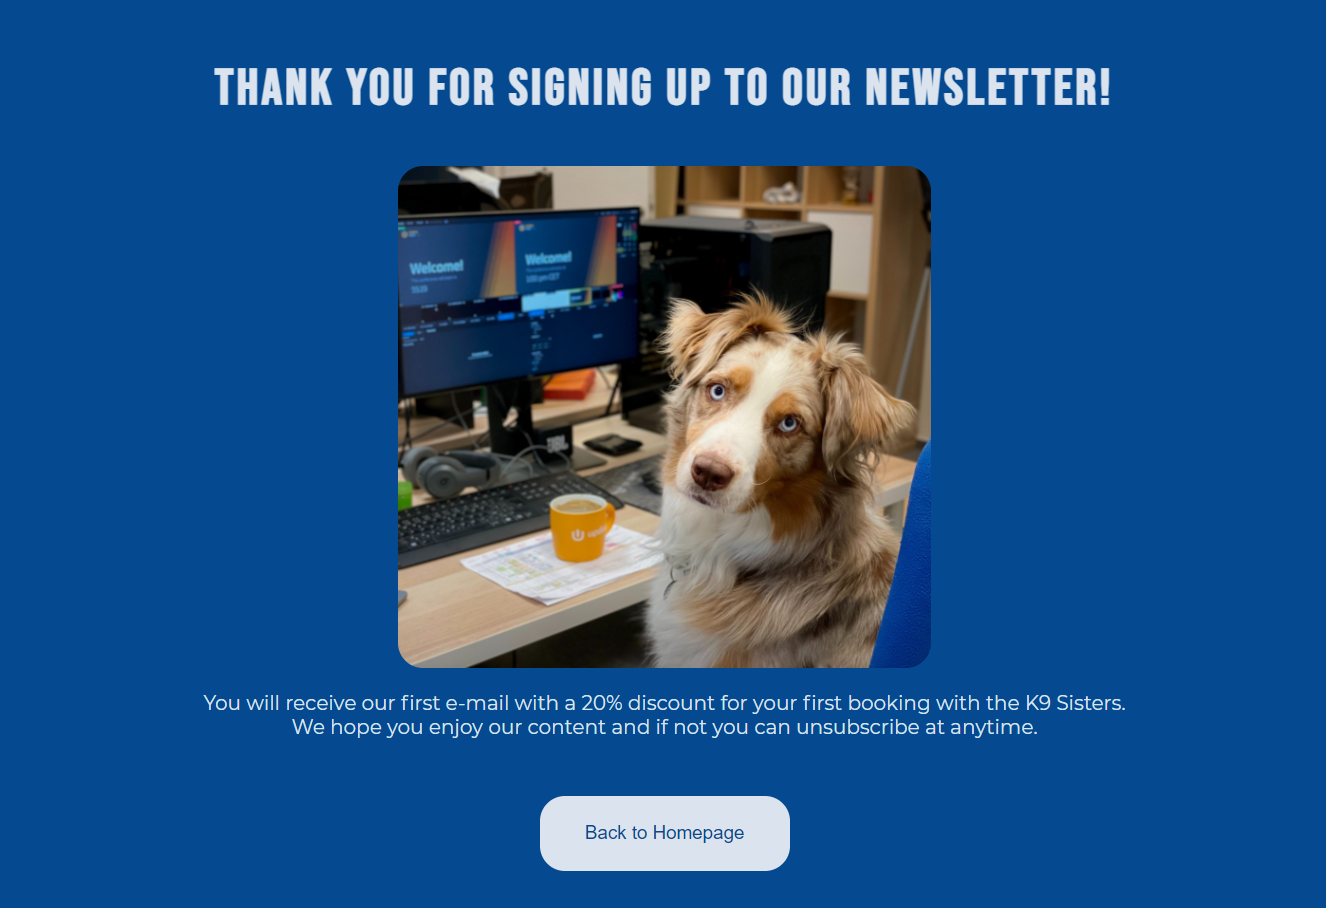 THANK YOU FOR SIGNING UP TO OUR NEWSLETTER!
Welcome!
Welcome!
You will receive our first e-mail with a 20% discount for your first booking with the K9 Sisters.
We hope you enjoy our content and if not you can unsubscribe at anytime.
Back to Homepage